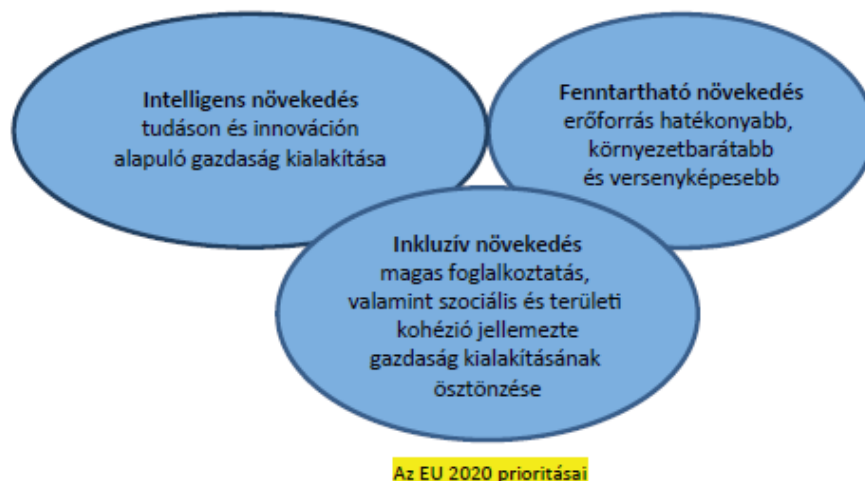 Intelligens növekedés
tudáson és innováción
alapuló gazdaság kialakítása
Fenntartható növekedés
erőforrás hatékonyabb,
környezetbarátabb
és versenyképesebb
Inkluzív növekedés
magas foglalkoztatás,
valamint szociális és területi
kohézió jellemezte
gazdaság kialakításának
ösztönzése
Az EU 2020 prioritásai